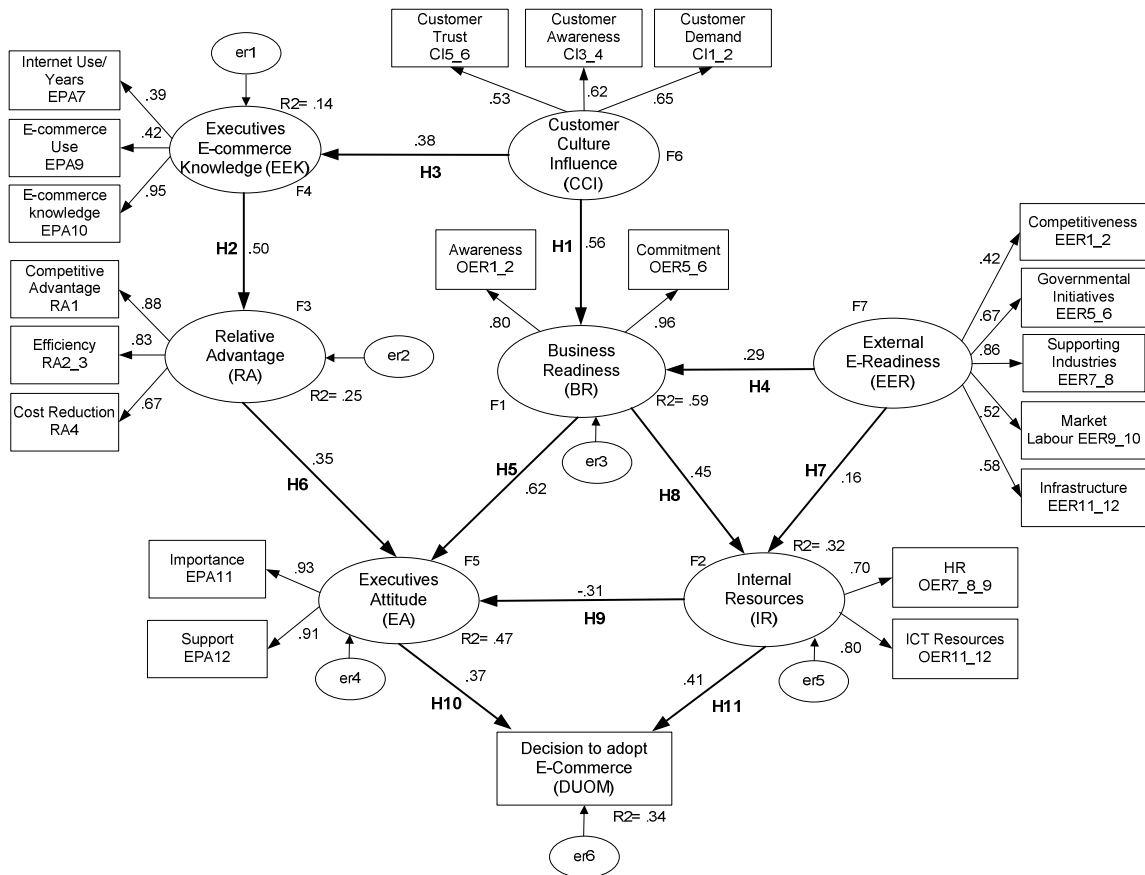 Customer
Trust
CI5_6
Customer
Awareness
CI3_4
Customer
Demand
CI1_2
er1
Internet Use/
Years
EPA7
.39
E-commerce
Use
EPA9
.42
E-commerce
knowledge
EPA10
.95
R2= .14
Executives
E-commerce
Knowledge (EEK)
F4
.53
.62
.65
Customer
Culture
Influence
(CCI)
F6
.38
H3
H2
.50
H1
.56
Awareness
OER1_2
.80
Commitment
OER5_6
.96
Competitiveness
EER1_2
.42
Governmental
Initiatives
EER5_6
.67
Supporting
Industries
EER7_8
.86
Market
Labour EER9_10
.52
Infrastructure
EER11_12
.58
Competitive
Advantage
RA1
.88
Efficiency
RA2_3
.83
Cost Reduction
RA4
.67
F3
Relative
Advantage
(RA)
R2= .25
er2
Business
Readiness
(BR)
F1
R2= .59
er3
.29
H4
F7
External
E-Readiness
(EER)
.35
H6
H5
.62
.45
H8
H7
.16
Importance
EPA11
.93
Support
EPA12
.91
F5
Executives
Attitude
(EA)
R2= .47
er4
-.31
H9
F2
R2= .32
Internal
Resources
(IR)
er5
.70
HR
OER7_8_9
.80
ICT Resources
OER11_12
.37
H10
.41
H11
Decision to adopt
E-Commerce
(DUOM)
R2= .34
er6